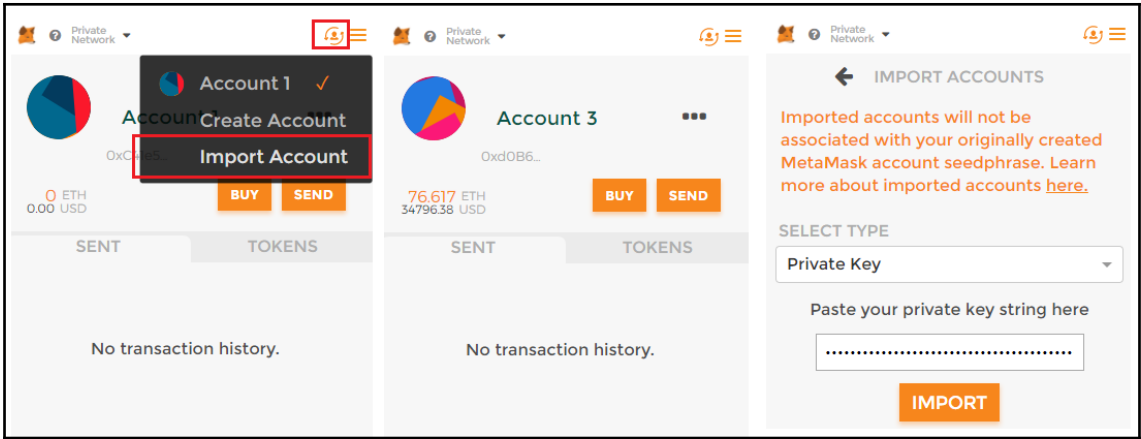 Private
Network
Account 1 ✓
Create Account
Import Account
0 ETH
0.00 USD
BUY
SEND
SENT
TOKENS
No transaction history.
Private
Network
Account 3
0xd0B6...
76.617 ETH
34796.38 USD
BUY
SEND
SENT
TOKENS
No transaction history.
Private
Network
IMPORT ACCOUNTS
Imported accounts will not be
associated with your originally created
MetaMask account seedphrase. Learn
more about imported accounts here.
SELECT TYPE
Private Key
Paste your private key string here
IMPORT